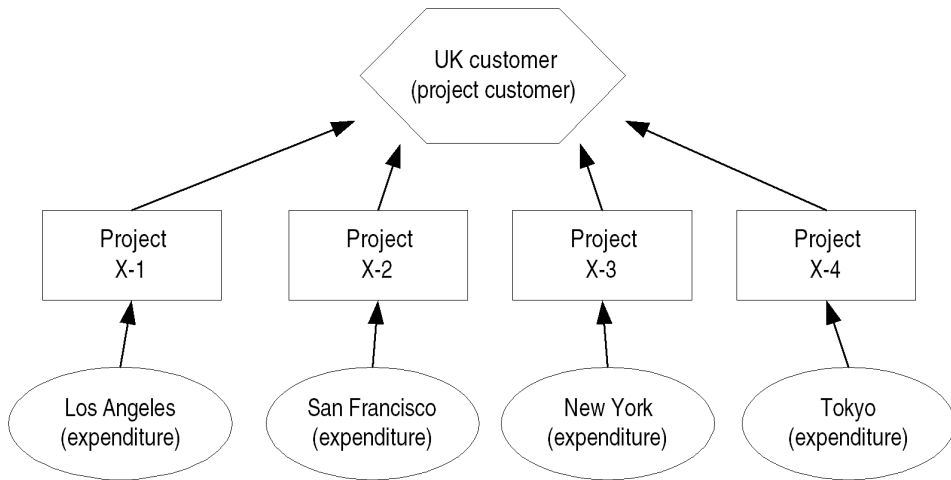 UK customer
(project customer)
Project
X-1
Project
X-2
Project
X-3
Project
X-4
Los Angeles
(expenditure)
San Francisco
(expenditure)
New York
(expenditure)
Tokyo
(expenditure)